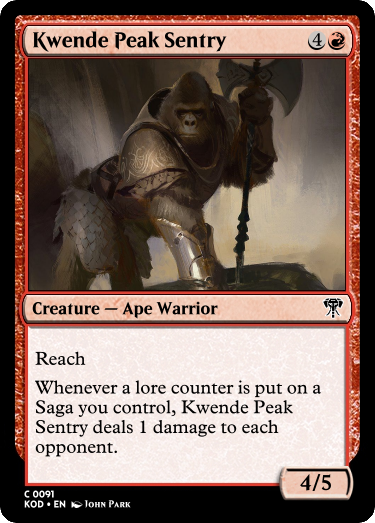 Kwende Peak Sentry 4
Creature — Ape Warrior
Reach
Whenever a lore counter is put on a
Saga you control, Kwende Peak
Sentry deals 1 damage to each
opponent.
4/5
C 0091
KOD • EN JOHN PARK